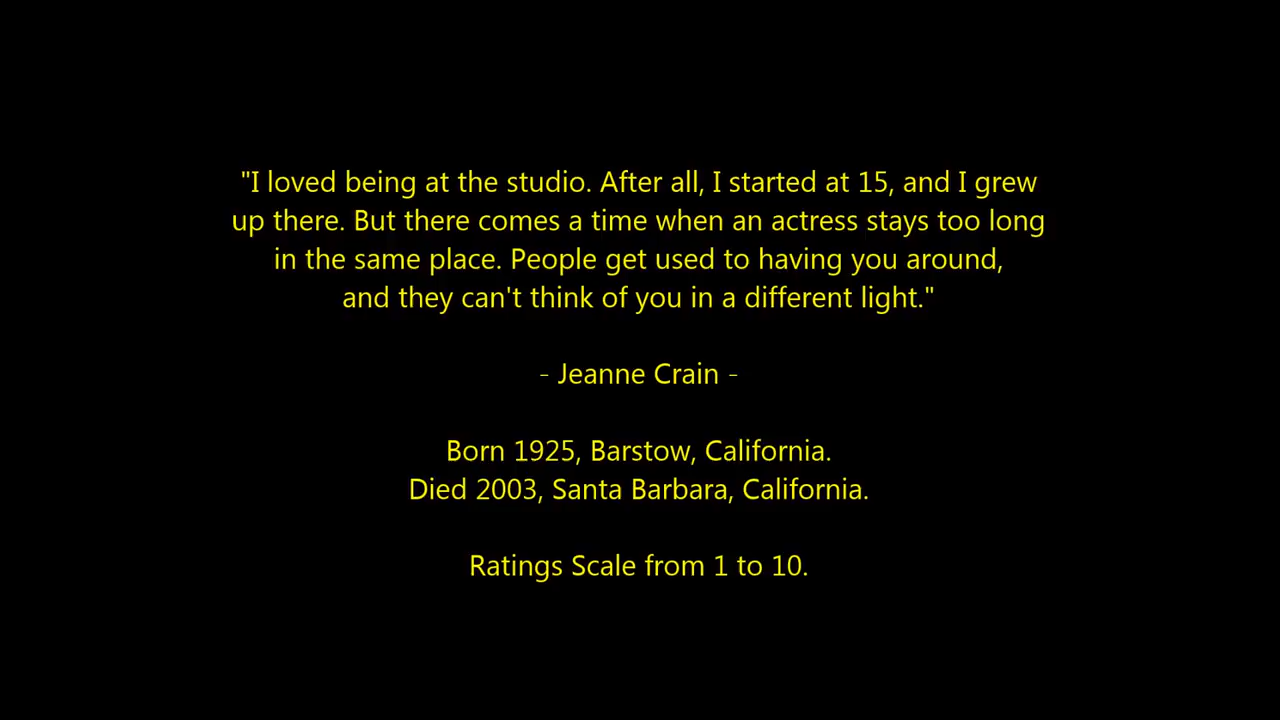 "I loved being at the studio. After all, I started at 15, and I grew
up there. But there comes a time when an actress stays too long
in the same place. People get used to having you around,
and they can't think of you in a different light."
- Jeanne Crain -
Born 1925, Barstow, California.
Died 2003, Santa Barbara, California.
Ratings Scale from 1 to 10.